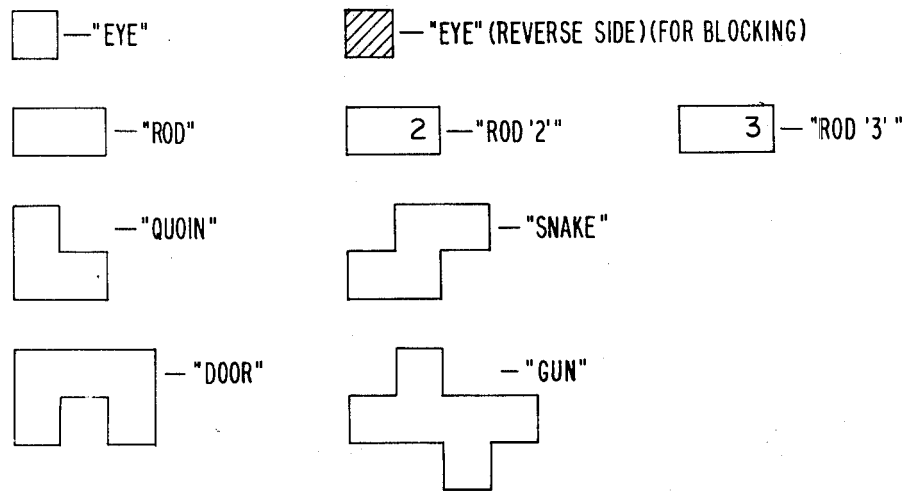 "EYE" "EYE" (REVERSE SIDE)(FOR BLOCKING)
"ROD" 2 "ROD '2'" 3 "ROD '3'"
"QUOIN" "SNAKE"
"DOOR" "GUN"